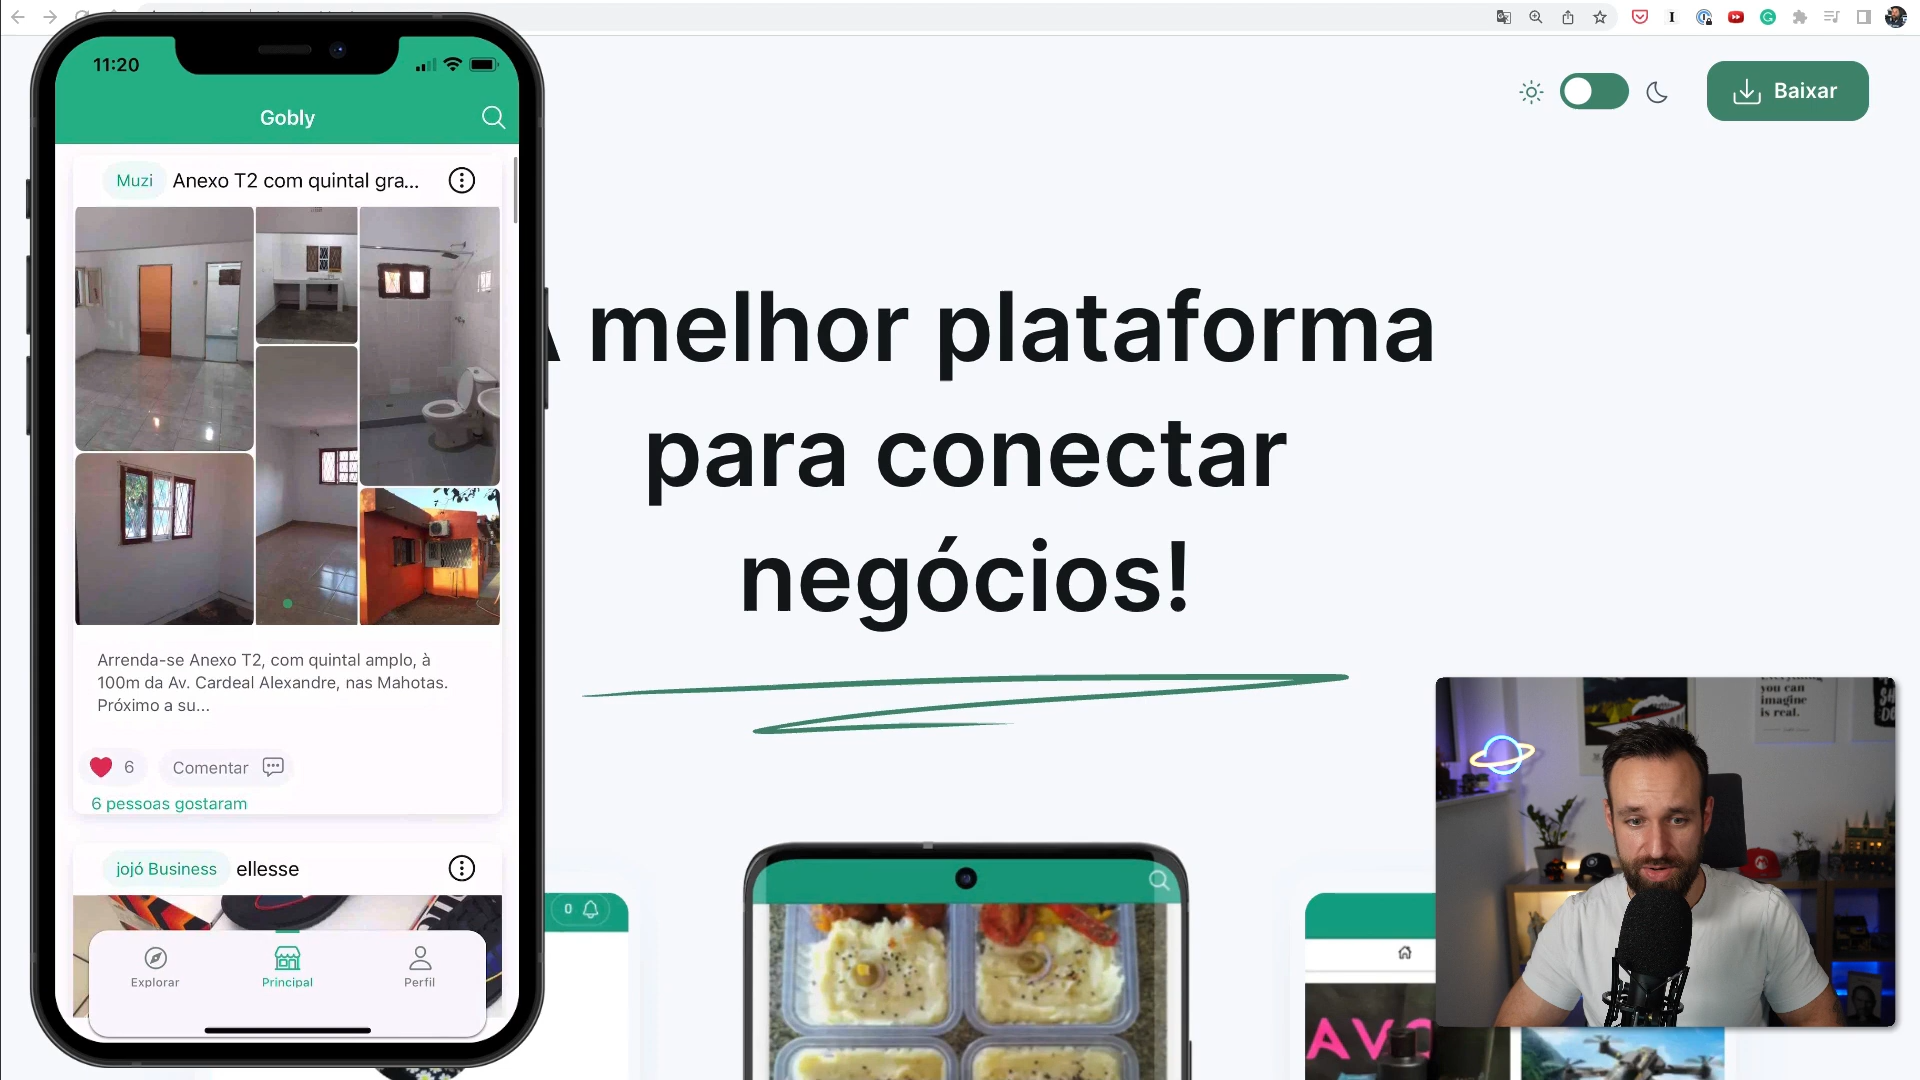 11:20
Gobly
Muzi Anexo T2 com quintal gra...
Arrenda-se Anexo T2, com quintal amplo, à
100m da Av. Cardeal Alexandre, nas Mahotas.
Próximo a su...
6 Comentar
6 pessoas gostaram
jojó Business ellesse
Explorar Principal Perfil
Baixar
melhor plataforma
para conectar
negócios!
0
you can
imagine
is real.